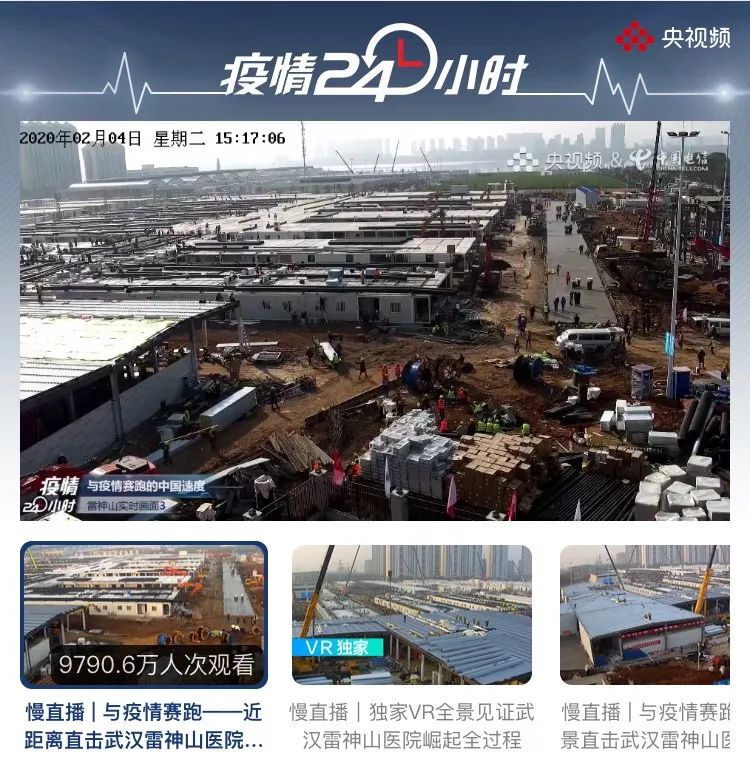 疫情24小时
央视频
2020年02月04日 星期二 15:17:06
央视频 & 中国电信
CHINA TELECOM
疫情24小时
与疫情赛跑的中国速度
雷神山实时画面3
9790.6万人次观看
VR 独家
慢直播 | 与疫情赛跑——近
距离直击武汉雷神山医院...
慢直播 | 独家VR全景见证武
汉雷神山医院崛起全过程
慢直播 | 与疫情赛跑
景直击武汉雷神山医